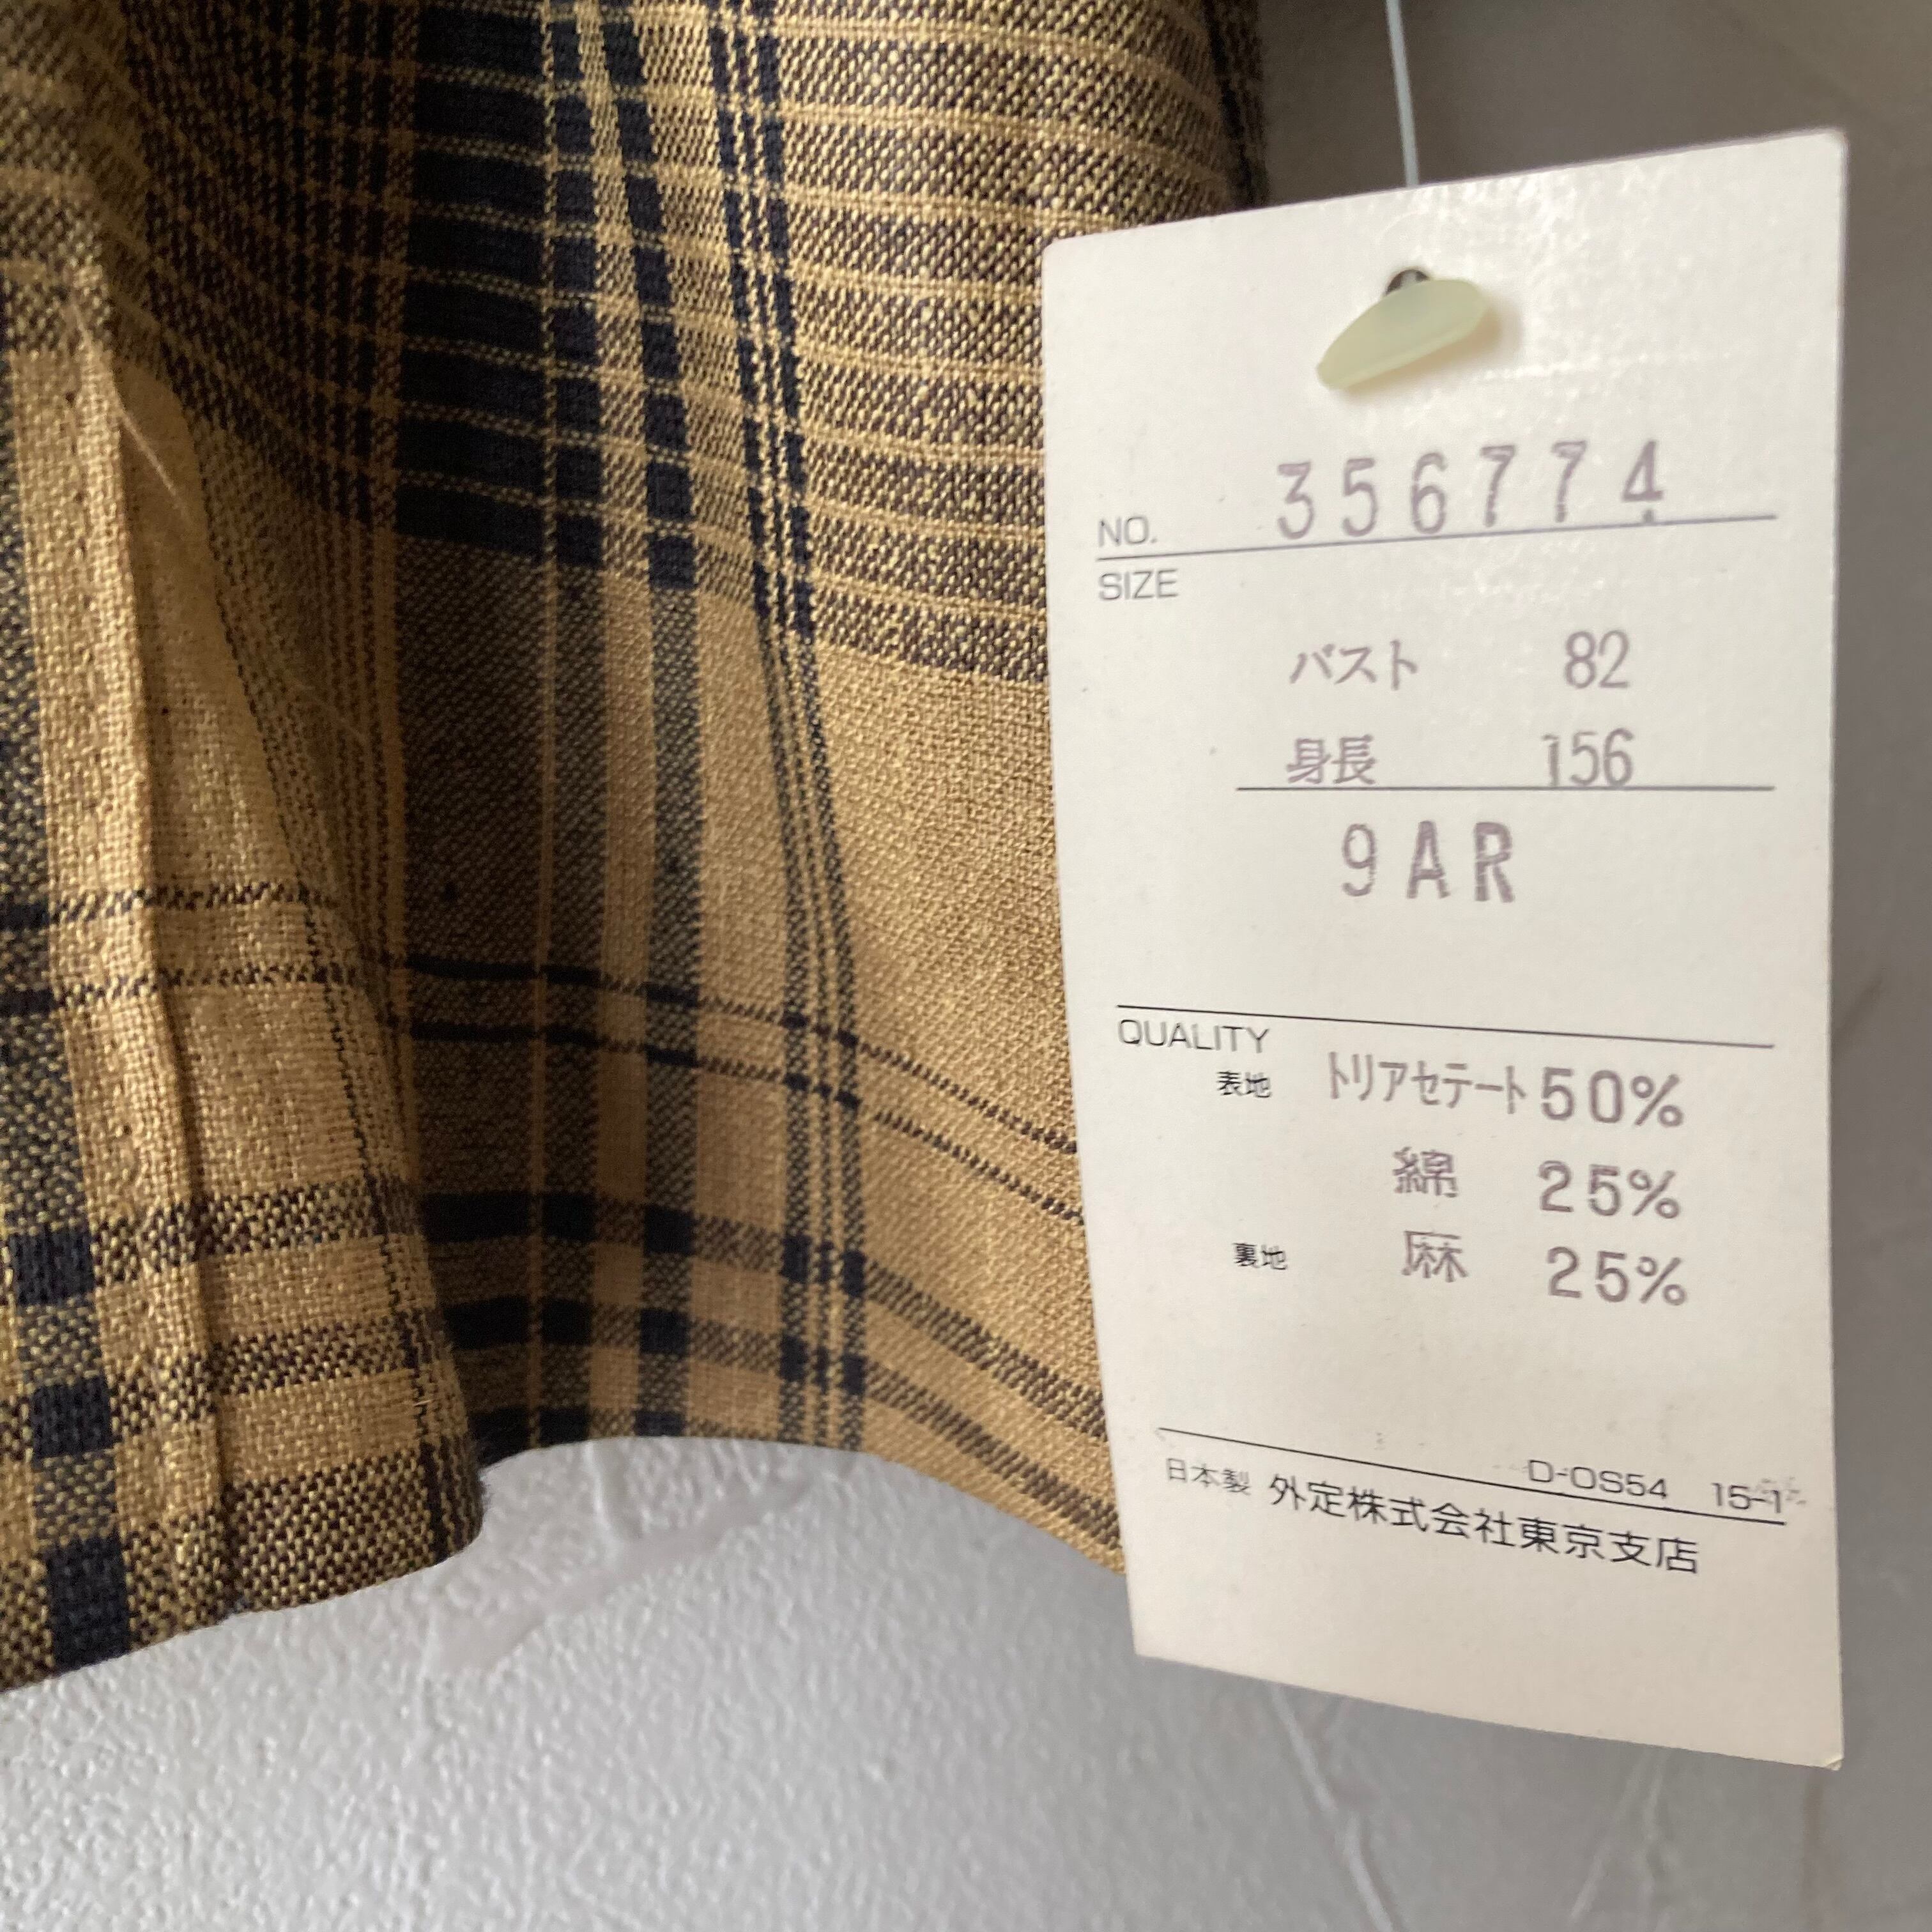 NO. 356774
SIZE
バスト 82
身長 156
9AR
QUALITY
表地 トリアセテート 50%
綿 25%
裏地 麻 25%
D-OS54 15-1
日本製 外定株式会社東京支店